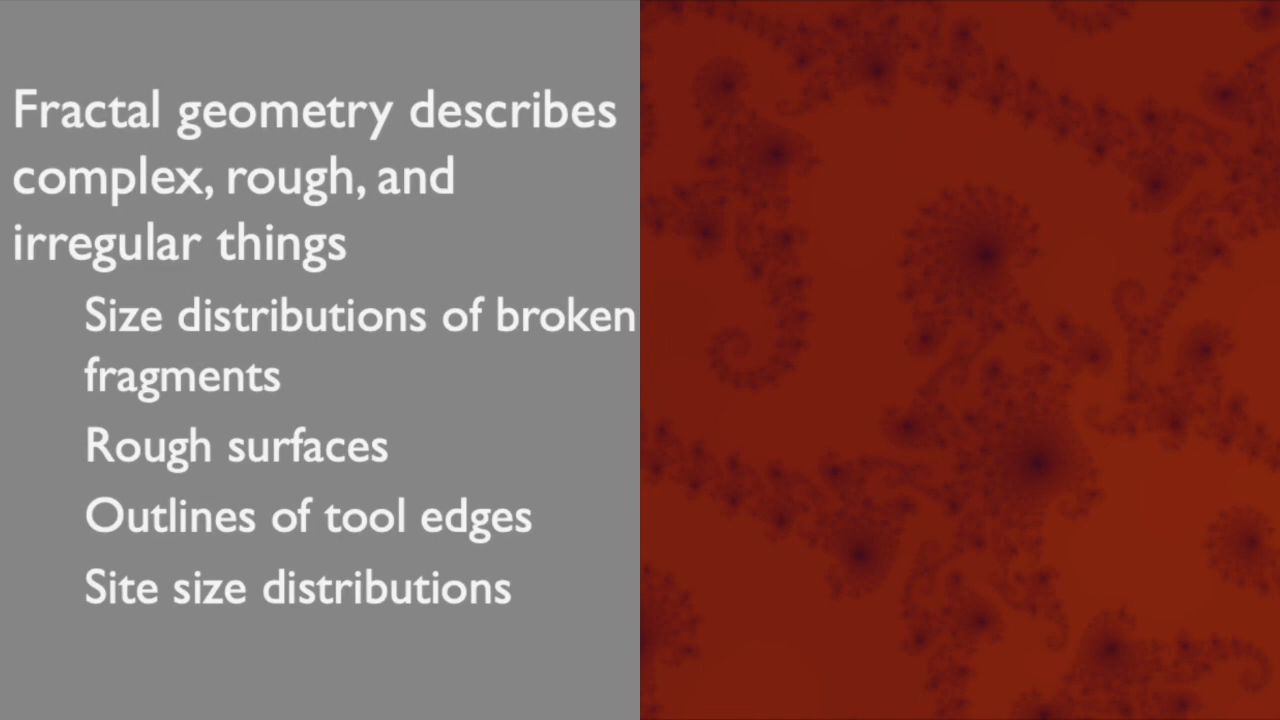 Fractal geometry describes
complex, rough, and
irregular things
Size distributions of broken
fragments
Rough surfaces
Outlines of tool edges
Site size distributions